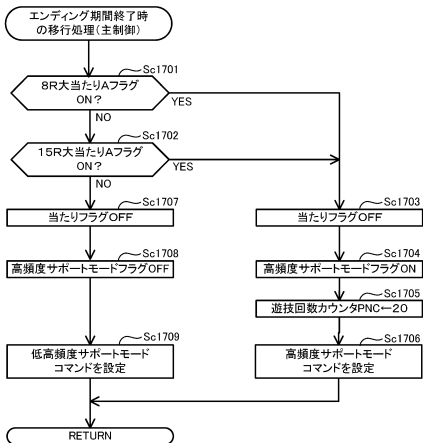 エンディング期間終了時
の移行処理(主制御)
Sc1701
8R大当たりAフラグ
ON?
YES
NO
Sc1702
15R大当たりAフラグ
ON?
YES
NO
Sc1707
当たりフラグOFF
Sc1703
当たりフラグOFF
Sc1708
高頻度サポートモードフラグOFF
Sc1704
高頻度サポートモードフラグON
Sc1705
遊技回数カウンタPNC←20
Sc1709
低高頻度サポートモード
コマンドを設定
Sc1706
高頻度サポートモード
コマンドを設定
RETURN